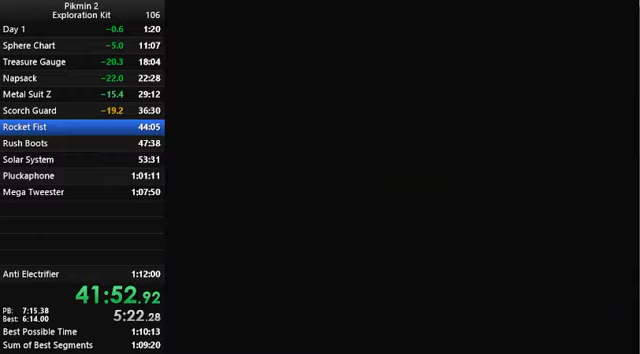 Pikmin 2
Exploration Kit 106
Day 1 −0.6 1:20
Sphere Chart −5.0 11:07
Treasure Gauge −20.3 18:04
Napsack −22.0 22:28
Metal Suit Z −15.4 29:12
Scorch Guard −19.2 36:30
Rocket Fist 44:05
Rush Boots 47:38
Solar System 53:31
Pluckaphone 1:01:11
Mega Tweester 1:07:50
Anti Electrifier 1:12:00
41:52.92
PB: 7:15.38
Best: 6:14.00 5:22.28
Best Possible Time 1:10:13
Sum of Best Segments 1:09:20